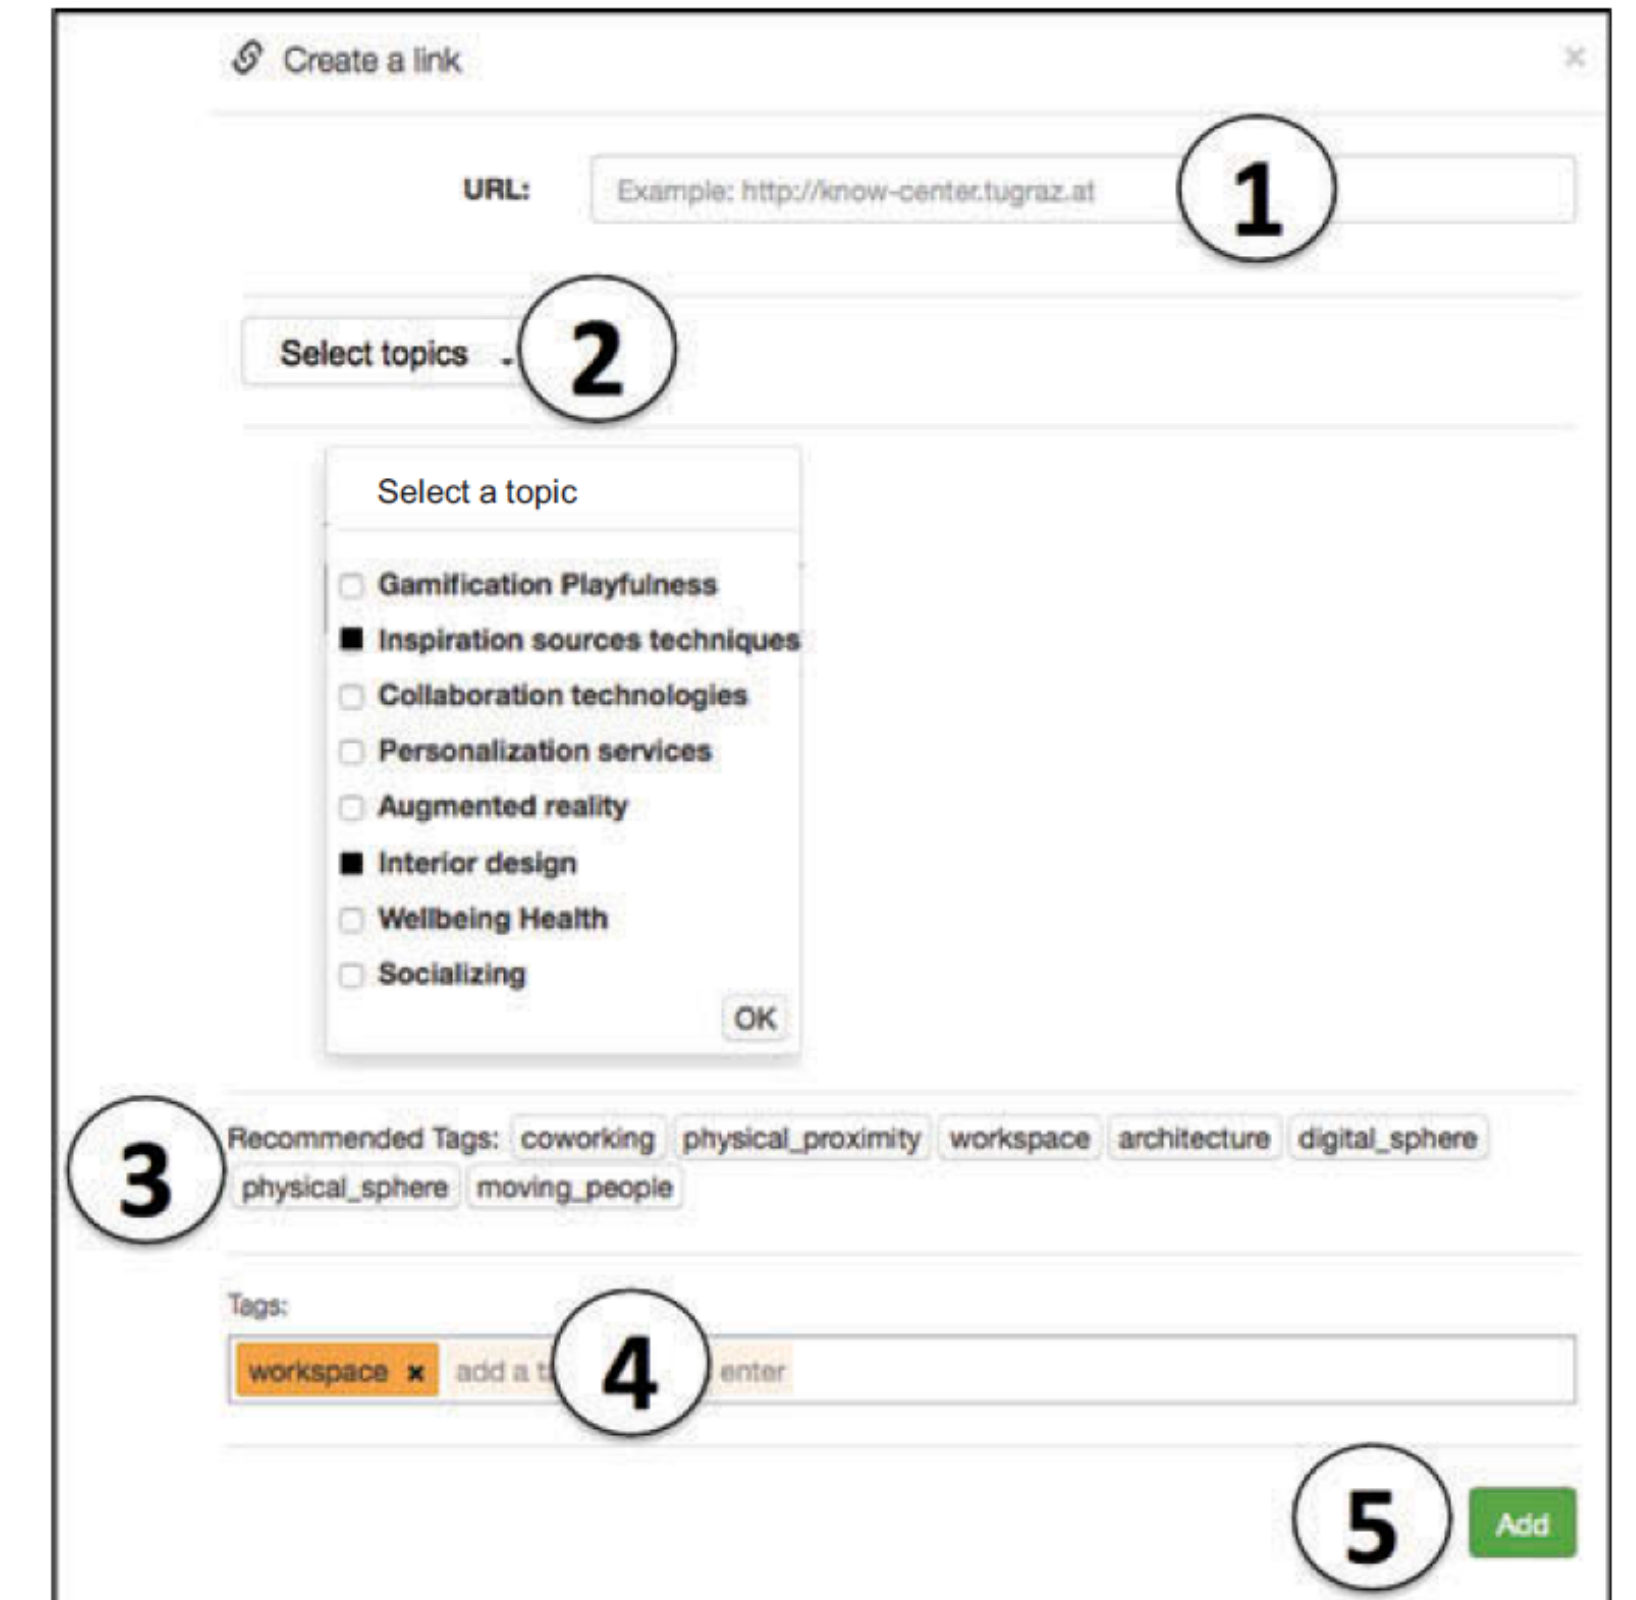 Create a link ×
URL: Example: http://know-center.tugraz.at 1
Select topics 2
Select a topic
Gamification Playfulness
Inspiration sources techniques
Collaboration technologies
Personalization services
Augmented reality
Interior design
Wellbeing Health
Socializing
OK
3 Recommended Tags: coworking physical_proximity workspace architecture digital_sphere
physical_sphere moving_people
Tags:
workspace × add a 4 enter
5 Add